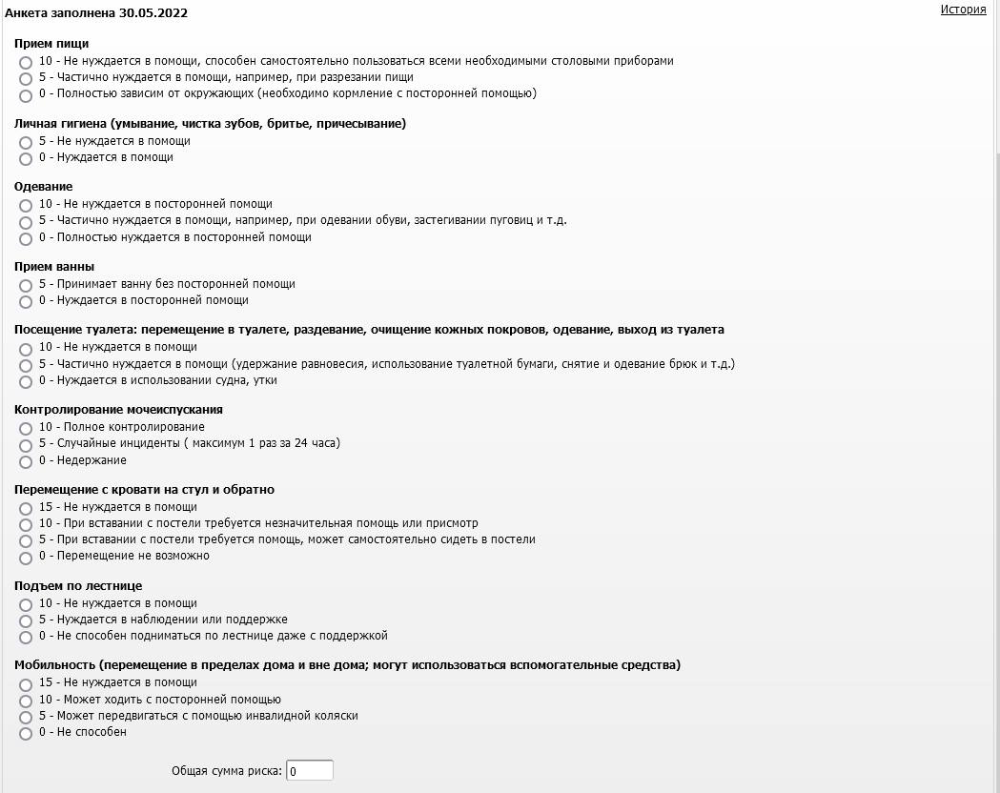 Анкета заполнена 30.05.2022
История
Прием пищи
10 - Не нуждается в помощи, способен самостоятельно пользоваться всеми необходимыми столовыми приборами
5 - Частично нуждается в помощи, например, при разрезании пищи
0 - Полностью зависим от окружающих (необходимо кормление с посторонней помощью)
Личная гигиена (умывание, чистка зубов, бритье, причесывание)
5 - Не нуждается в помощи
0 - Нуждается в помощи
Одевание
10 - Не нуждается в посторонней помощи
5 - Частично нуждается в помощи, например, при одевании обуви, застегивании пуговиц и т.д.
0 - Полностью нуждается в посторонней помощи
Прием ванны
5 - Принимает ванну без посторонней помощи
0 - Нуждается в посторонней помощи
Посещение туалета: перемещение в туалете, раздевание, очищение кожных покровов, одевание, выход из туалета
10 - Не нуждается в помощи
5 - Частично нуждается в помощи (удержание равновесия, использование туалетной бумаги, снятие и одевание брюк и т.д.)
0 - Нуждается в использовании судна, утки
Контролирование мочеиспускания
10 - Полное контролирование
5 - Случайные инциденты ( максимум 1 раз за 24 часа)
0 - Недержание
Перемещение с кровати на стул и обратно
15 - Не нуждается в помощи
10 - При вставании с постели требуется незначительная помощь или присмотр
5 - При вставании с постели требуется помощь, может самостоятельно сидеть в постели
0 - Перемещение не возможно
Подъем по лестнице
10 - Не нуждается в помощи
5 - Нуждается в наблюдении или поддержке
0 - Не способен подниматься по лестнице даже с поддержкой
Мобильность (перемещение в пределах дома и вне дома; могут использоваться вспомогательные средства)
15 - Не нуждается в помощи
10 - Может ходить с посторонней помощью
5 - Может передвигаться с помощью инвалидной коляски
0 - Не способен
Общая сумма риска: 0